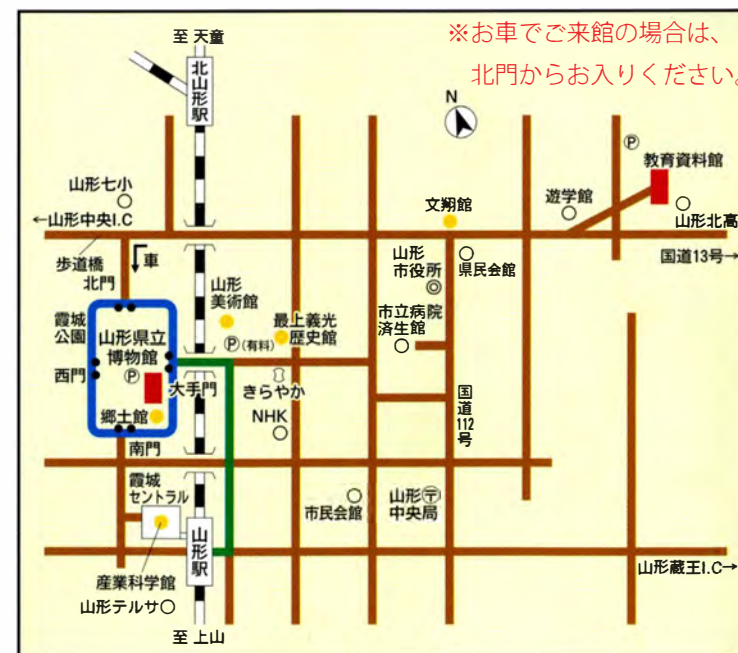 至 天童
※お車でご来館の場合は、
北門からお入りください。
北山形駅
N
Ⓟ
教育資料館
山形七小
遊学館
文翔館
←山形中央I.C
山形北高
歩道橋
車
北門
山形
市役所
県民会館
国道13号→
山形
美術館
霞城
公園
山形県立
博物館
最上義光
歴史館
市立病院
済生館
Ⓟ(有料)
西門
Ⓟ
大手門
きらやか
国道112号
郷土館
NHK
南門
霞城
セントラル
市民会館
山形〒
中央局
山形駅
産業科学館
山形蔵王I.C→
山形テルサ
至 上山